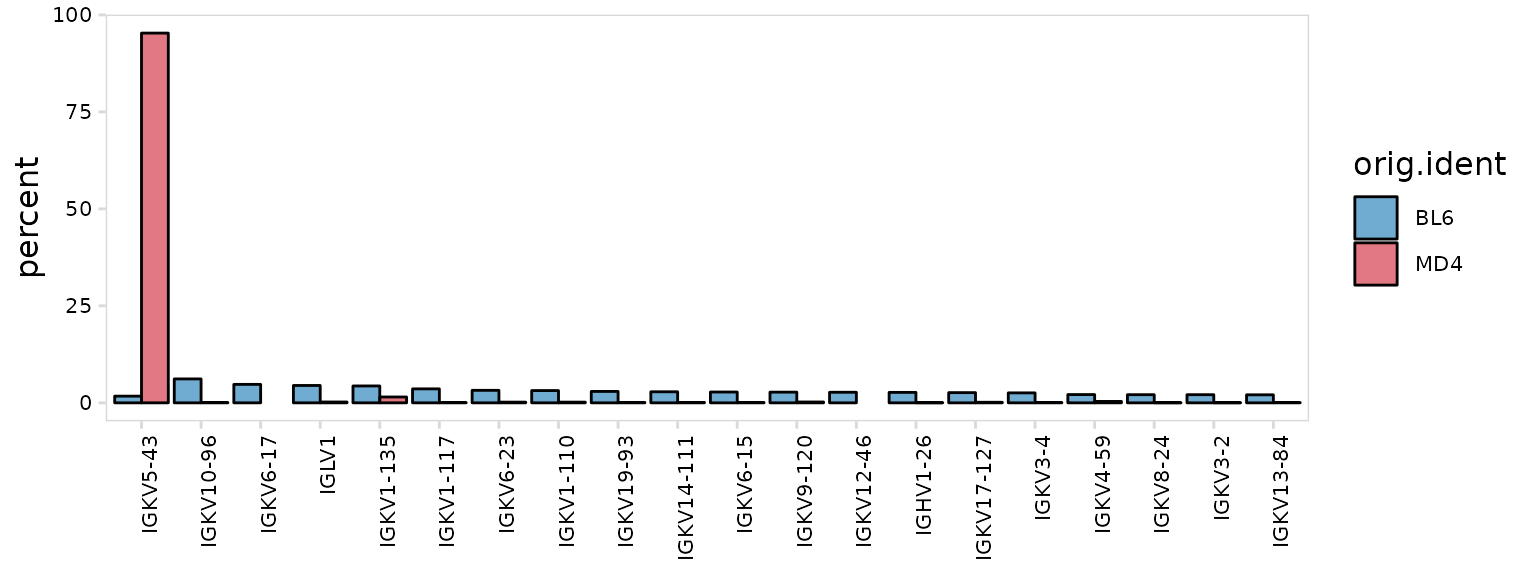 percent
100
75
50
25
0
IGKV5-43
IGKV10-96
IGKV6-17
IGLV1
IGKV1-135
IGKV1-117
IGKV6-23
IGKV1-110
IGKV19-93
IGKV14-111
IGKV6-15
IGKV9-120
IGKV12-46
IGHV1-26
IGKV17-127
IGKV3-4
IGKV4-59
IGKV8-24
IGKV3-2
IGKV13-84
orig.ident
BL6
MD4